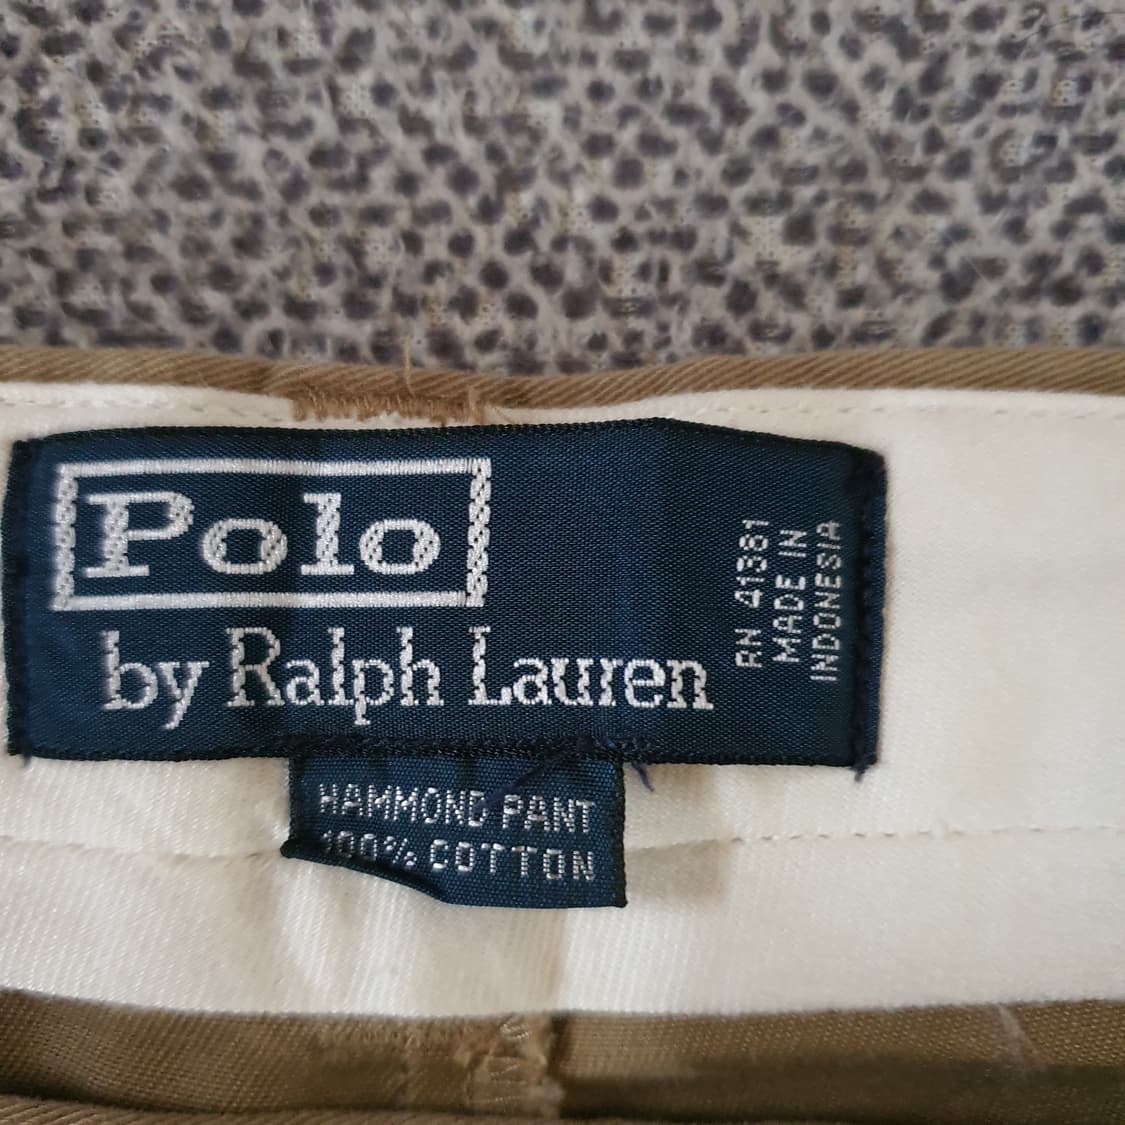 Polo
by Ralph Lauren
RN 41381
MADE IN
INDONESIA
HAMMOND PANT
100% COTTON